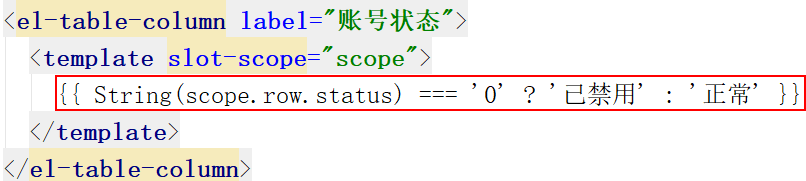 <el-table-column label="账号状态">
<template slot-scope="scope">
{{ String(scope.row.status) === '0' ? '已禁用' : '正常' }}
</template>
</el-table-column>